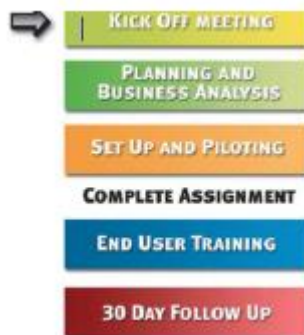 KICK OFF MEETING
PLANNING AND
BUSINESS ANALYSIS
SET UP AND PILOTING
COMPLETE ASSIGNMENT
END USER TRAINING
30 DAY FOLLOW UP